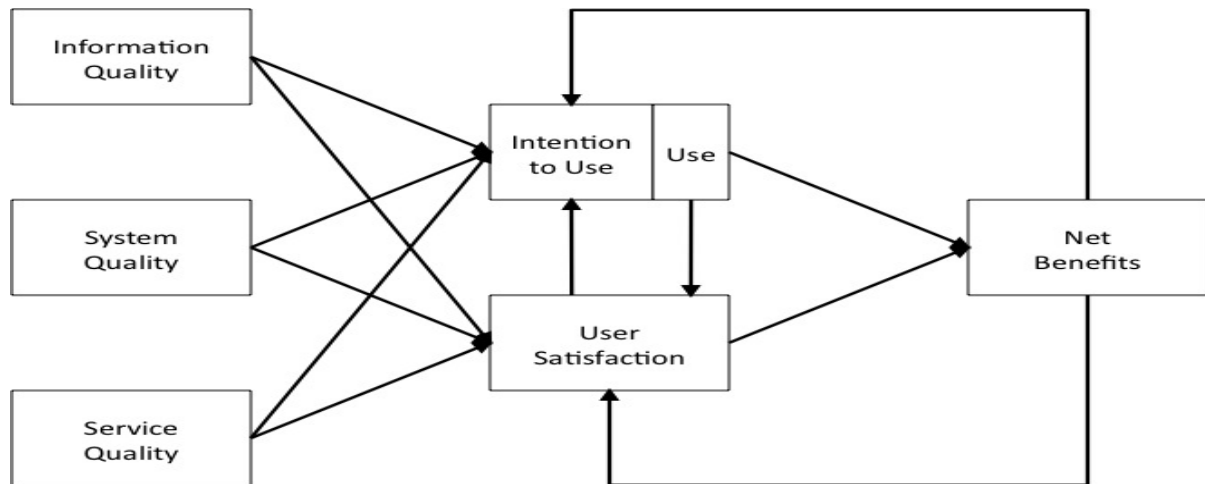 Information
Quality
System
Quality
Service
Quality
Intention
to Use
Use
User
Satisfaction
Net
Benefits